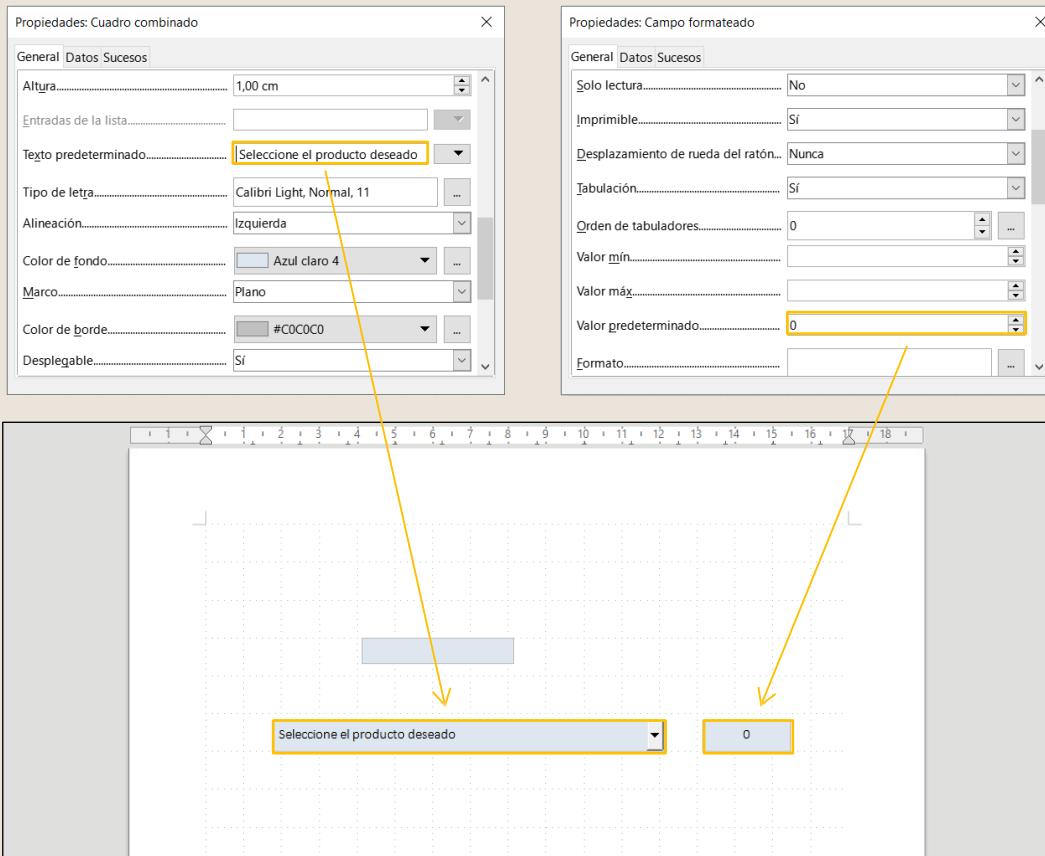 Propiedades: Cuadro combinado
General Datos Sucesos
Altura 1,00 cm
Entradas de la lista
Texto predeterminado Seleccione el producto deseado
Tipo de letra Calibri Light, Normal, 11 ...
Alineación Izquierda
Color de fondo Azul claro 4 ...
Marco Plano
Color de borde #C0C0C0 ...
Desplegable Sí
Propiedades: Campo formateado
General Datos Sucesos
Solo lectura No
Imprimible Sí
Desplazamiento de rueda del ratón Nunca
Tabulación Sí
Orden de tabuladores 0 ...
Valor mín.
Valor máx.
Valor predeterminado 0
Formato ...
1 1 2 3 4 5 6 7 8 9 10 11 12 13 14 15 16 17 18
Seleccione el producto deseado 0